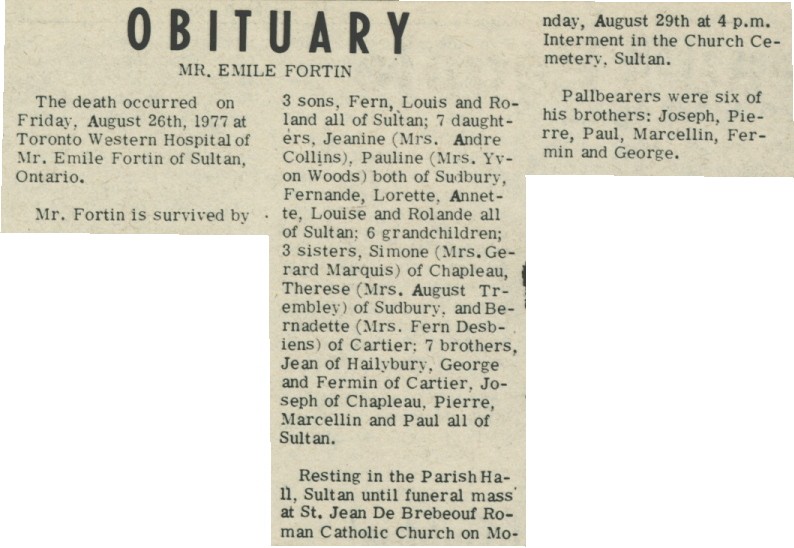 OBITUARY
MR. EMILE FORTIN
The death occurred on
Friday, August 26th, 1977 at
Toronto Western Hospital of
Mr. Emile Fortin of Sultan,
Ontario.
Mr. Fortin is survived by
3 sons, Fern, Louis and Ro-
land all of Sultan; 7 daught-
ers, Jeanine (Mrs. Andre
Collins), Pauline (Mrs. Yv-
on Woods) both of Sudbury,
Fernande, Lorette, Annet-
te, Louise and Rolande all
of Sultan; 6 grandchildren;
3 sisters, Simone (Mrs. Ge-
rard Marquis) of Chapleau,
Therese (Mrs. August Tr-
embley) of Sudbury, and Be-
rnadette (Mrs. Fern Desb-
iens) of Cartier; 7 brothers,
Jean of Hailybury, George
and Fermin of Cartier, Jo-
seph of Chapleau, Pierre,
Marcellin and Paul all of
Sultan.
Resting in the Parish Ha-
ll, Sultan until funeral mass
at St. Jean De Brebeouf Ro-
man Catholic Church on Mo-
nday, August 29th at 4 p.m.
Interment in the Church Ce-
metery, Sultan.
Pallbearers were six of
his brothers: Joseph, Pie-
rre, Paul, Marcellin, Fer-
min and George.